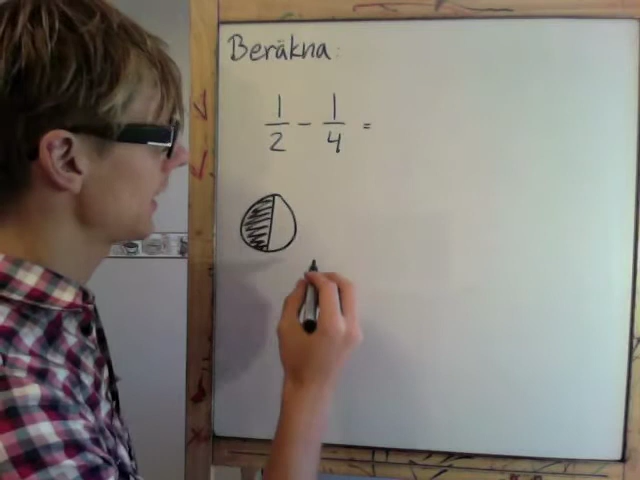 Beräkna:
1/2 - 1/4 =